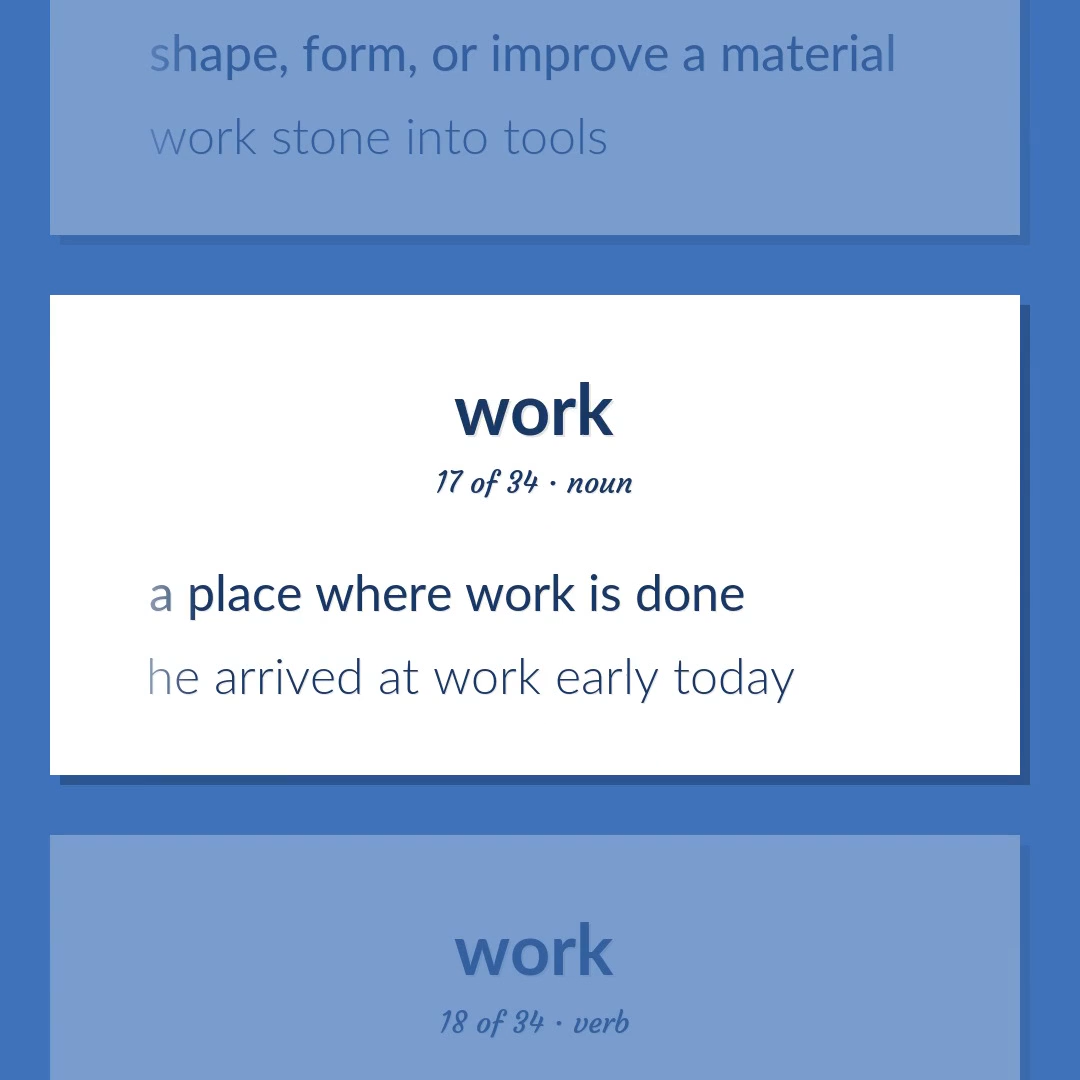 shape, form, or improve a material
work stone into tools
work
17 of 34 · noun
a place where work is done
he arrived at work early today
work
18 of 34 · verb